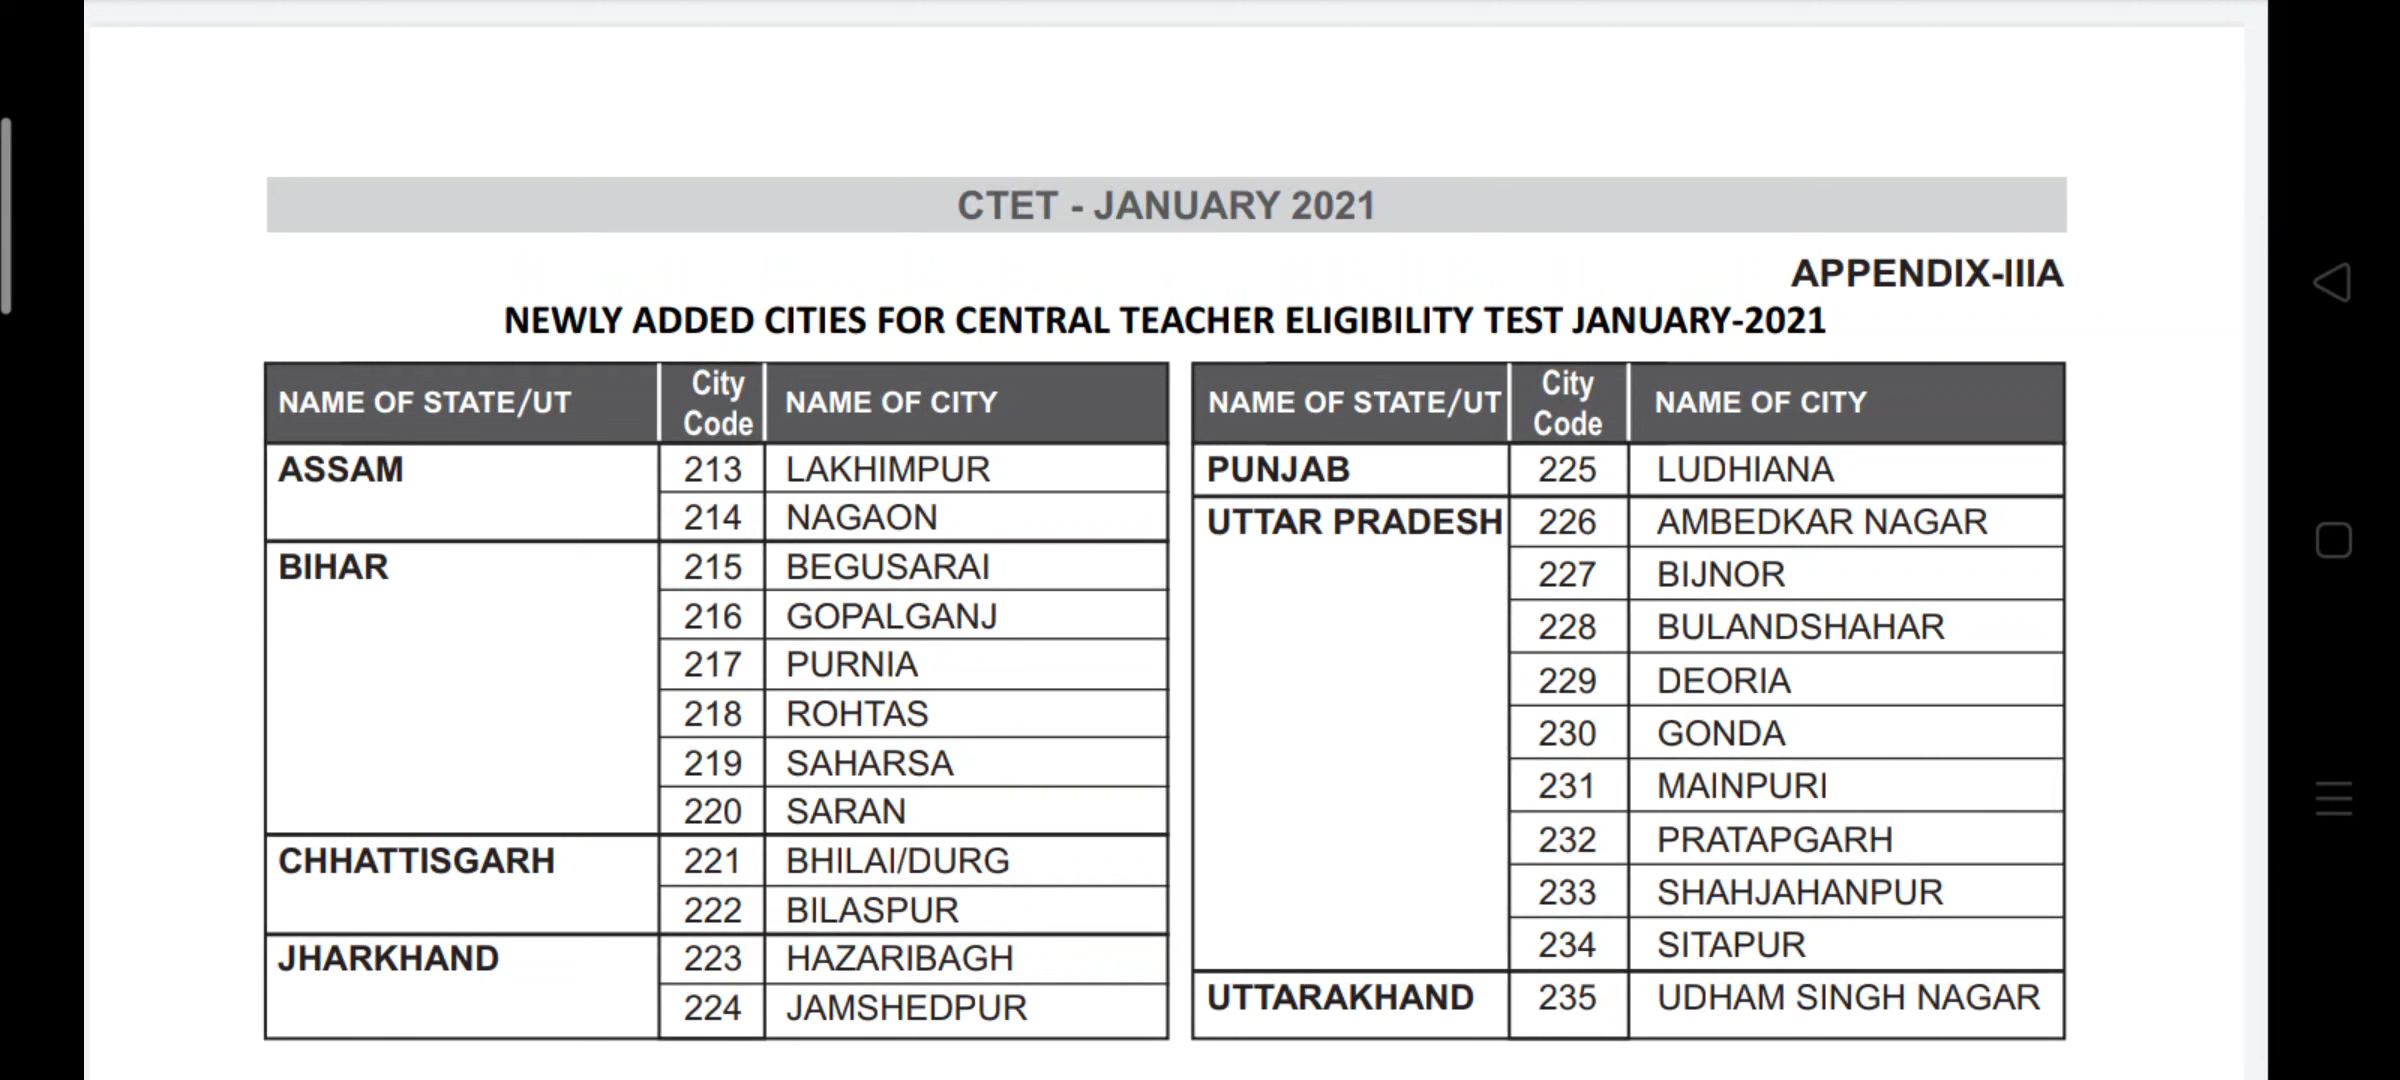 CTET - JANUARY 2021
APPENDIX-IIIA
NEWLY ADDED CITIES FOR CENTRAL TEACHER ELIGIBILITY TEST JANUARY-2021
NAME OF STATE/UT City Code NAME OF CITY
ASSAM 213 LAKHIMPUR
214 NAGAON
BIHAR 215 BEGUSARAI
216 GOPALGANJ
217 PURNIA
218 ROHTAS
219 SAHARSA
220 SARAN
CHHATTISGARH 221 BHILAI/DURG
222 BILASPUR
JHARKHAND 223 HAZARIBAGH
224 JAMSHEDPUR
NAME OF STATE/UT City Code NAME OF CITY
PUNJAB 225 LUDHIANA
UTTAR PRADESH 226 AMBEDKAR NAGAR
227 BIJNOR
228 BULANDSHAHAR
229 DEORIA
230 GONDA
231 MAINPURI
232 PRATAPGARH
233 SHAHJAHANPUR
234 SITAPUR
UTTARAKHAND 235 UDHAM SINGH NAGAR